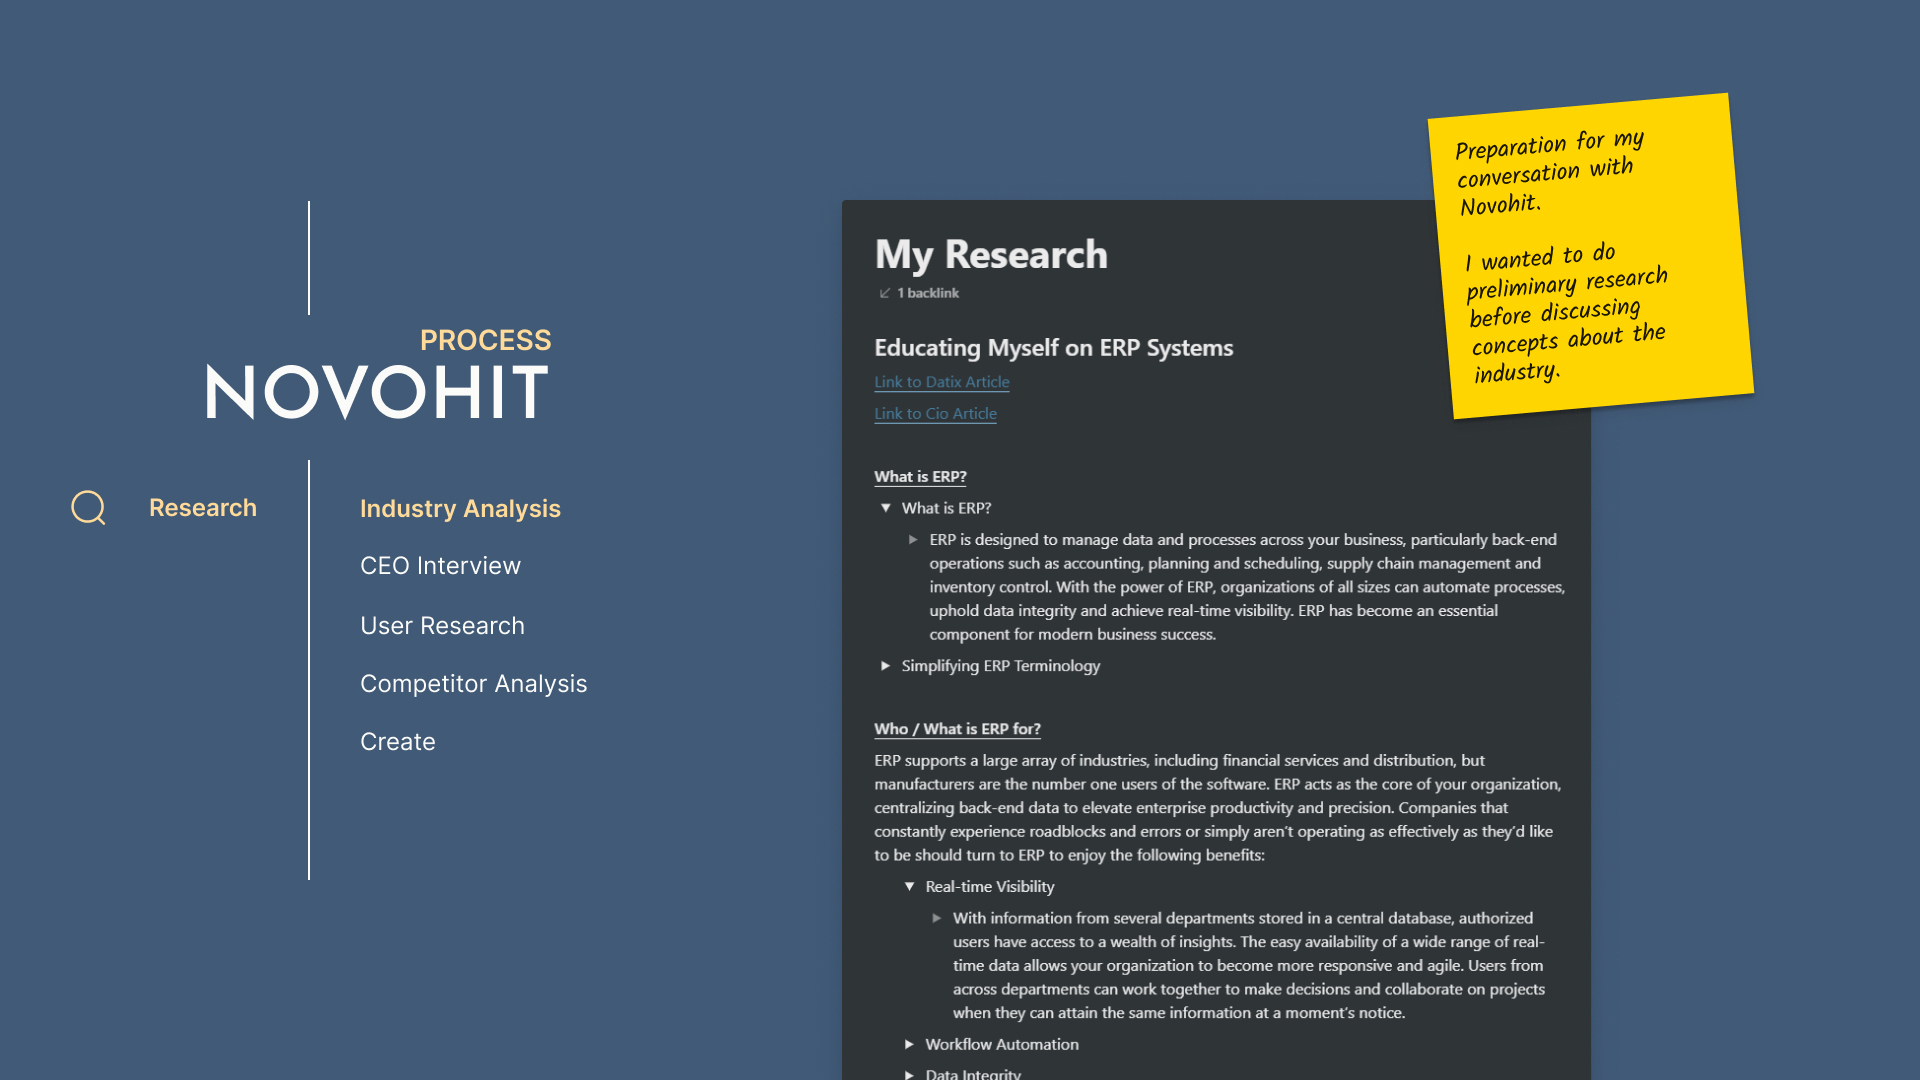 PROCESS
NOVOHIT
Research
Industry Analysis
CEO Interview
User Research
Competitor Analysis
Create
My Research
1 backlink
Educating Myself on ERP Systems
Link to Datix Article
Link to Cio Article
What is ERP?
What is ERP?
ERP is designed to manage data and processes across your business, particularly back-end
operations such as accounting, planning and scheduling, supply chain management and
inventory control. With the power of ERP, organizations of all sizes can automate processes,
uphold data integrity and achieve real-time visibility. ERP has become an essential
component for modern business success.
Simplifying ERP Terminology
Who / What is ERP for?
ERP supports a large array of industries, including financial services and distribution, but
manufacturers are the number one users of the software. ERP acts as the core of your organization,
centralizing back-end data to elevate enterprise productivity and precision. Companies that
constantly experience roadblocks and errors or simply aren't operating as effectively as they'd like
to be should turn to ERP to enjoy the following benefits:
Real-time Visibility
With information from several departments stored in a central database, authorized
users have access to a wealth of insights. The easy availability of a wide range of real-
time data allows your organization to become more responsive and agile. Users from
across departments can work together to make decisions and collaborate on projects
when they can attain the same information at a moment's notice.
Workflow Automation
Data Integrity
Preparation for my
conversation with
Novohit.
I wanted to do
preliminary research
before discussing
concepts about the
industry.